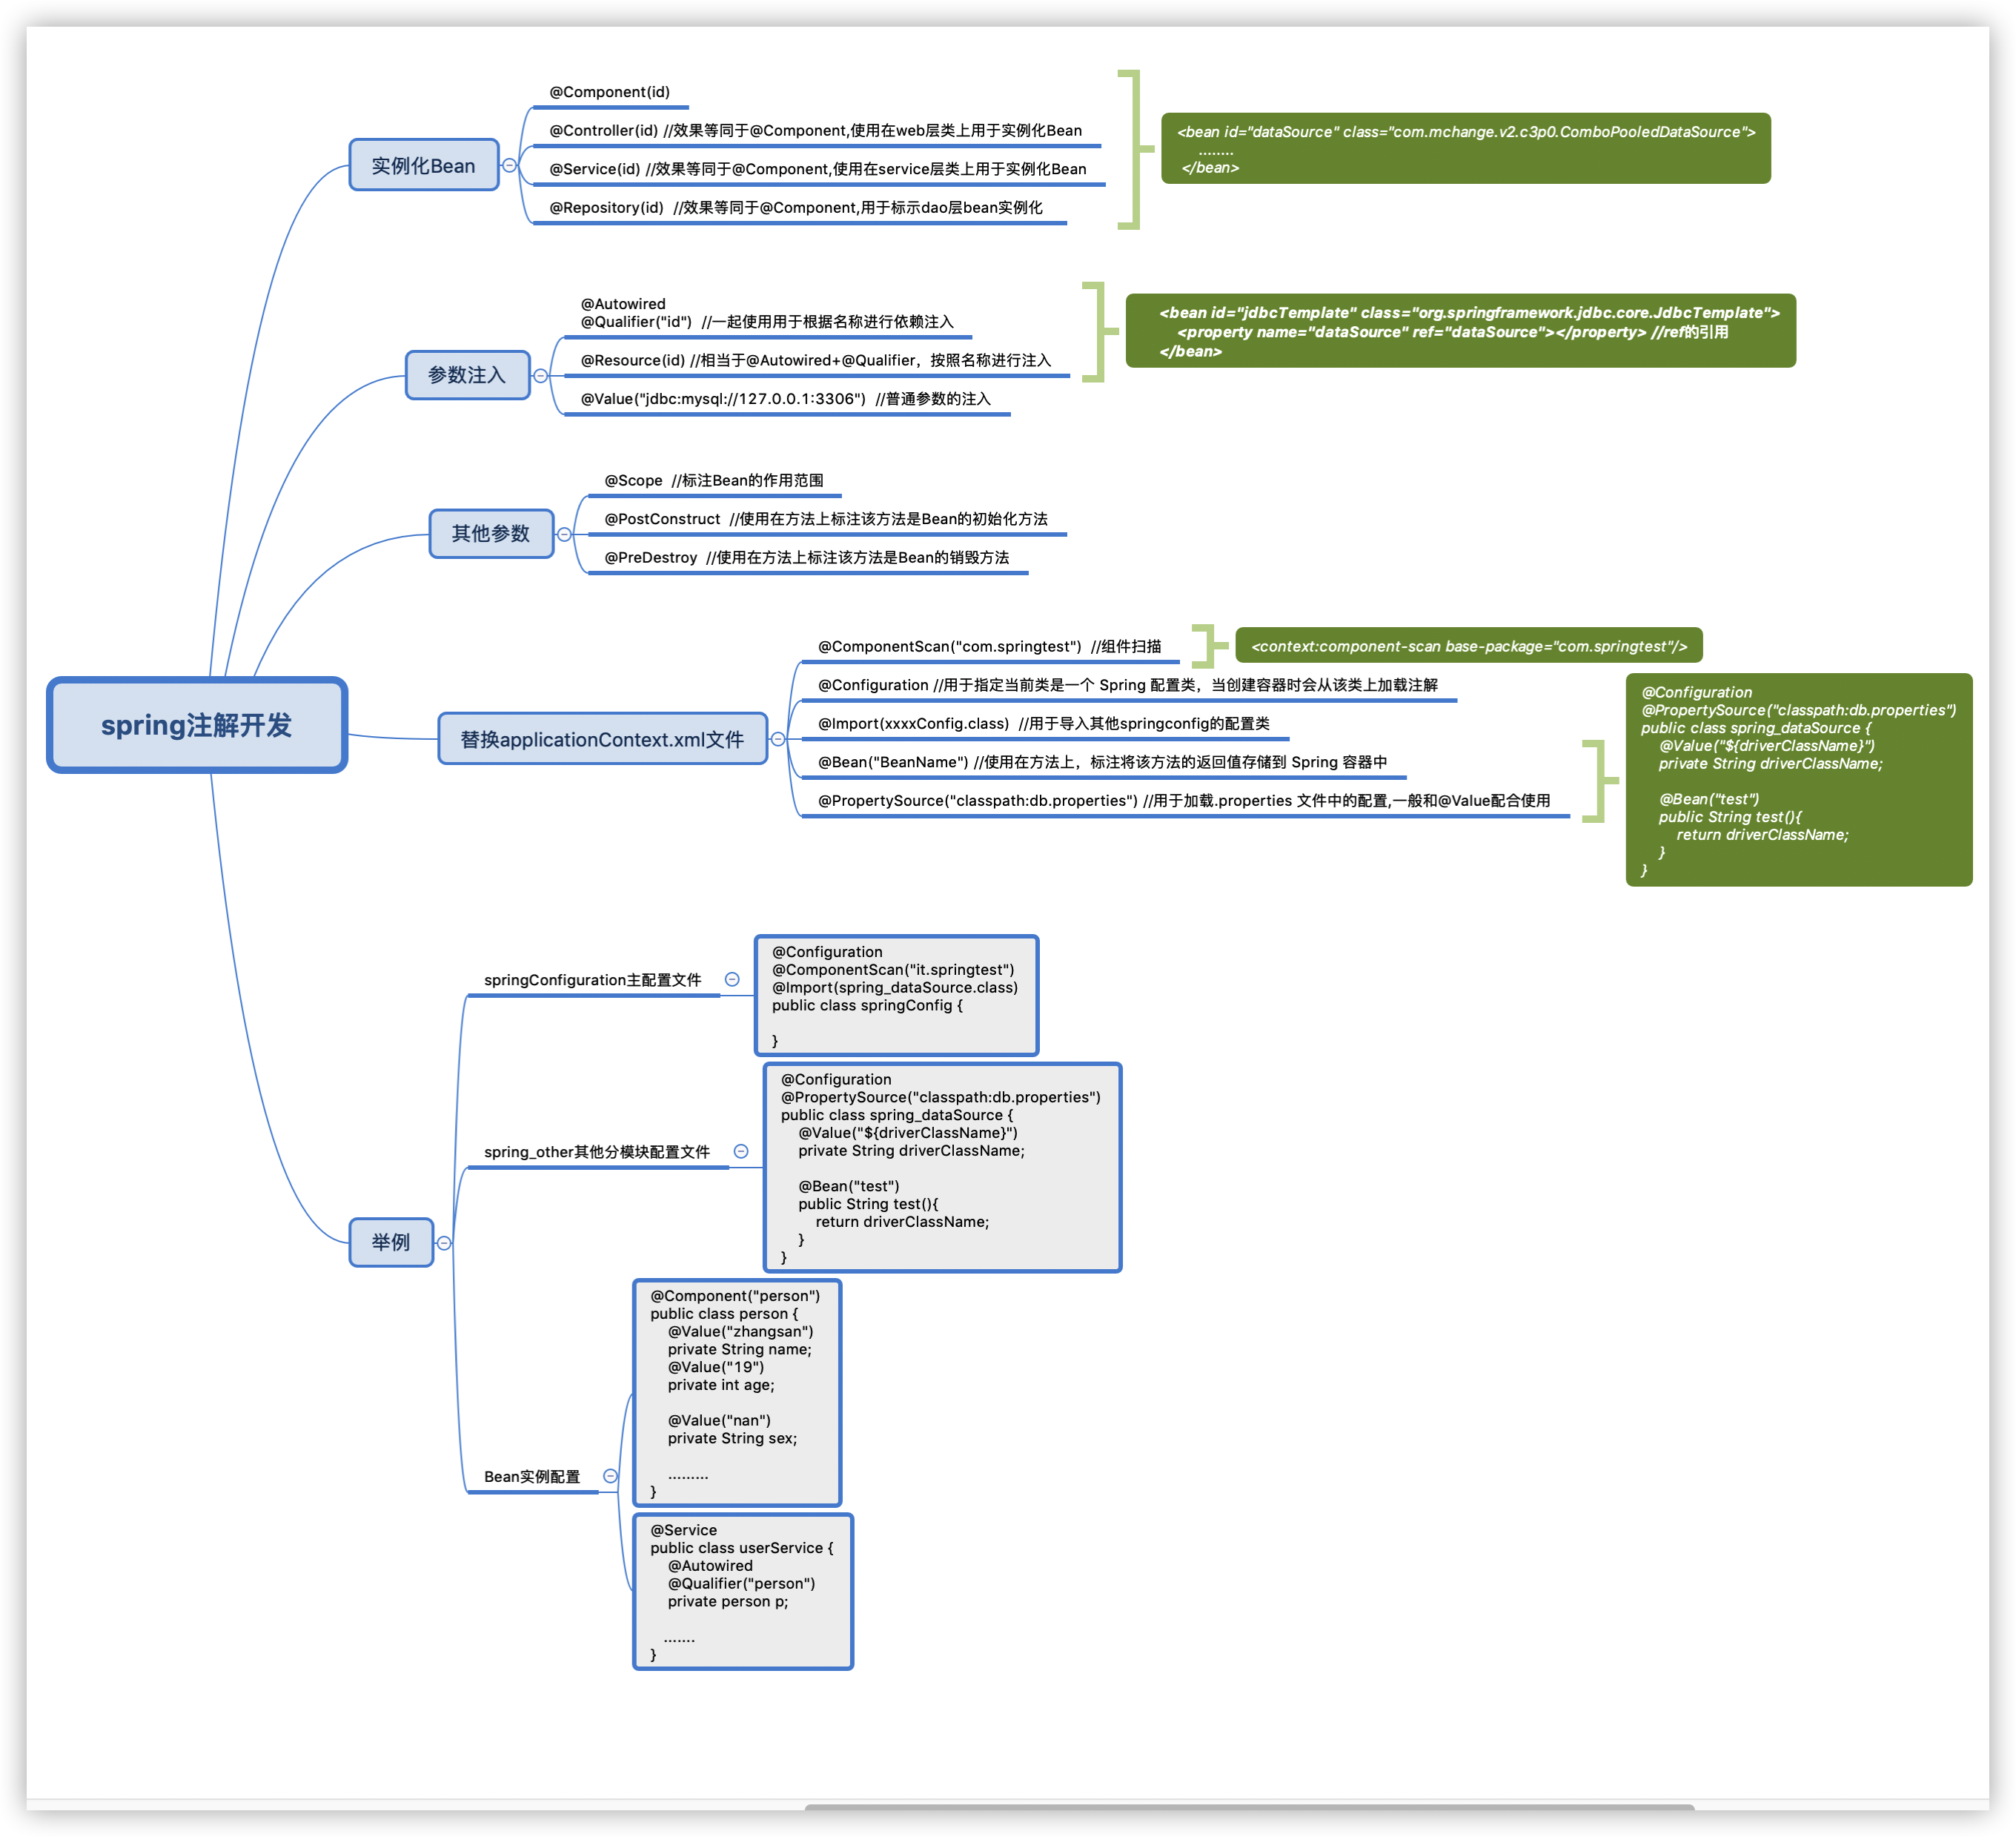 spring注解开发
实例化Bean
@Component(id)
@Controller(id) //效果等同于@Component,使用在web层类上用于实例化Bean
@Service(id) //效果等同于@Component,使用在service层类上用于实例化Bean
@Repository(id)  //效果等同于@Component,用于标示dao层bean实例化
<bean id="dataSource" class="com.mchange.v2.c3p0.ComboPooledDataSource">
........
</bean>
参数注入
@Autowired
@Qualifier("id")  //一起使用用于根据名称进行依赖注入
@Resource(id) //相当于@Autowired+@Qualifier，按照名称进行注入
@Value("jdbc:mysql://127.0.0.1:3306")  //普通参数的注入
<bean id="jdbcTemplate" class="org.springframework.jdbc.core.JdbcTemplate">
<property name="dataSource" ref="dataSource"></property> //ref的引用
</bean>
其他参数
@Scope  //标注Bean的作用范围
@PostConstruct  //使用在方法上标注该方法是Bean的初始化方法
@PreDestroy  //使用在方法上标注该方法是Bean的销毁方法
替换applicationContext.xml文件
@ComponentScan("com.springtest")  //组件扫描
<context:component-scan base-package="com.springtest"/>
@Configuration //用于指定当前类是一个 Spring 配置类，当创建容器时会从该类上加载注解
@Import(xxxxConfig.class)  //用于导入其他springconfig的配置类
@Bean("BeanName") //使用在方法上，标注将该方法的返回值存储到 Spring 容器中
@PropertySource("classpath:db.properties") //用于加载.properties 文件中的配置,一般和@Value配合使用
@Configuration
@PropertySource("classpath:db.properties")
public class spring_dataSource {
@Value("${driverClassName}")
private String driverClassName;
@Bean("test")
public String test(){
return driverClassName;
}
}
举例
springConfiguration主配置文件
@Configuration
@ComponentScan("it.springtest")
@Import(spring_dataSource.class)
public class springConfig {
}
spring_other其他分模块配置文件
@Configuration
@PropertySource("classpath:db.properties")
public class spring_dataSource {
@Value("${driverClassName}")
private String driverClassName;
@Bean("test")
public String test(){
return driverClassName;
}
}
Bean实例配置
@Component("person")
public class person {
@Value("zhangsan")
private String name;
@Value("19")
private int age;
@Value("nan")
private String sex;
.........
}
@Service
public class userService {
@Autowired
@Qualifier("person")
private person p;
.......
}